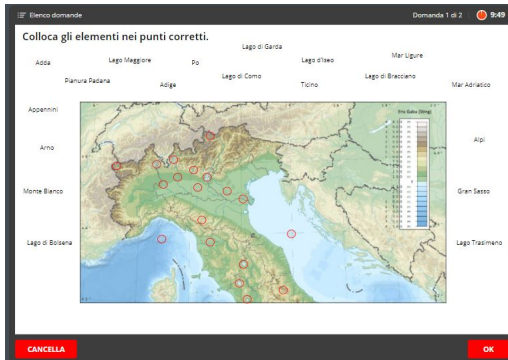 Elenco domande
Domanda 1 di 2
9:49
Colloca gli elementi nei punti corretti.
Lago di Garda
Adda
Lago Maggiore
Po
Lago d'Iseo
Mar Ligure
Pianura Padana
Adige
Lago di Como
Ticino
Lago di Bracciano
Mar Adriatico
Appennini
Arno
Alpi
Monte Bianco
Gran Sasso
Lago di Bolsena
Lago Trasimeno
CANCELLA
OK